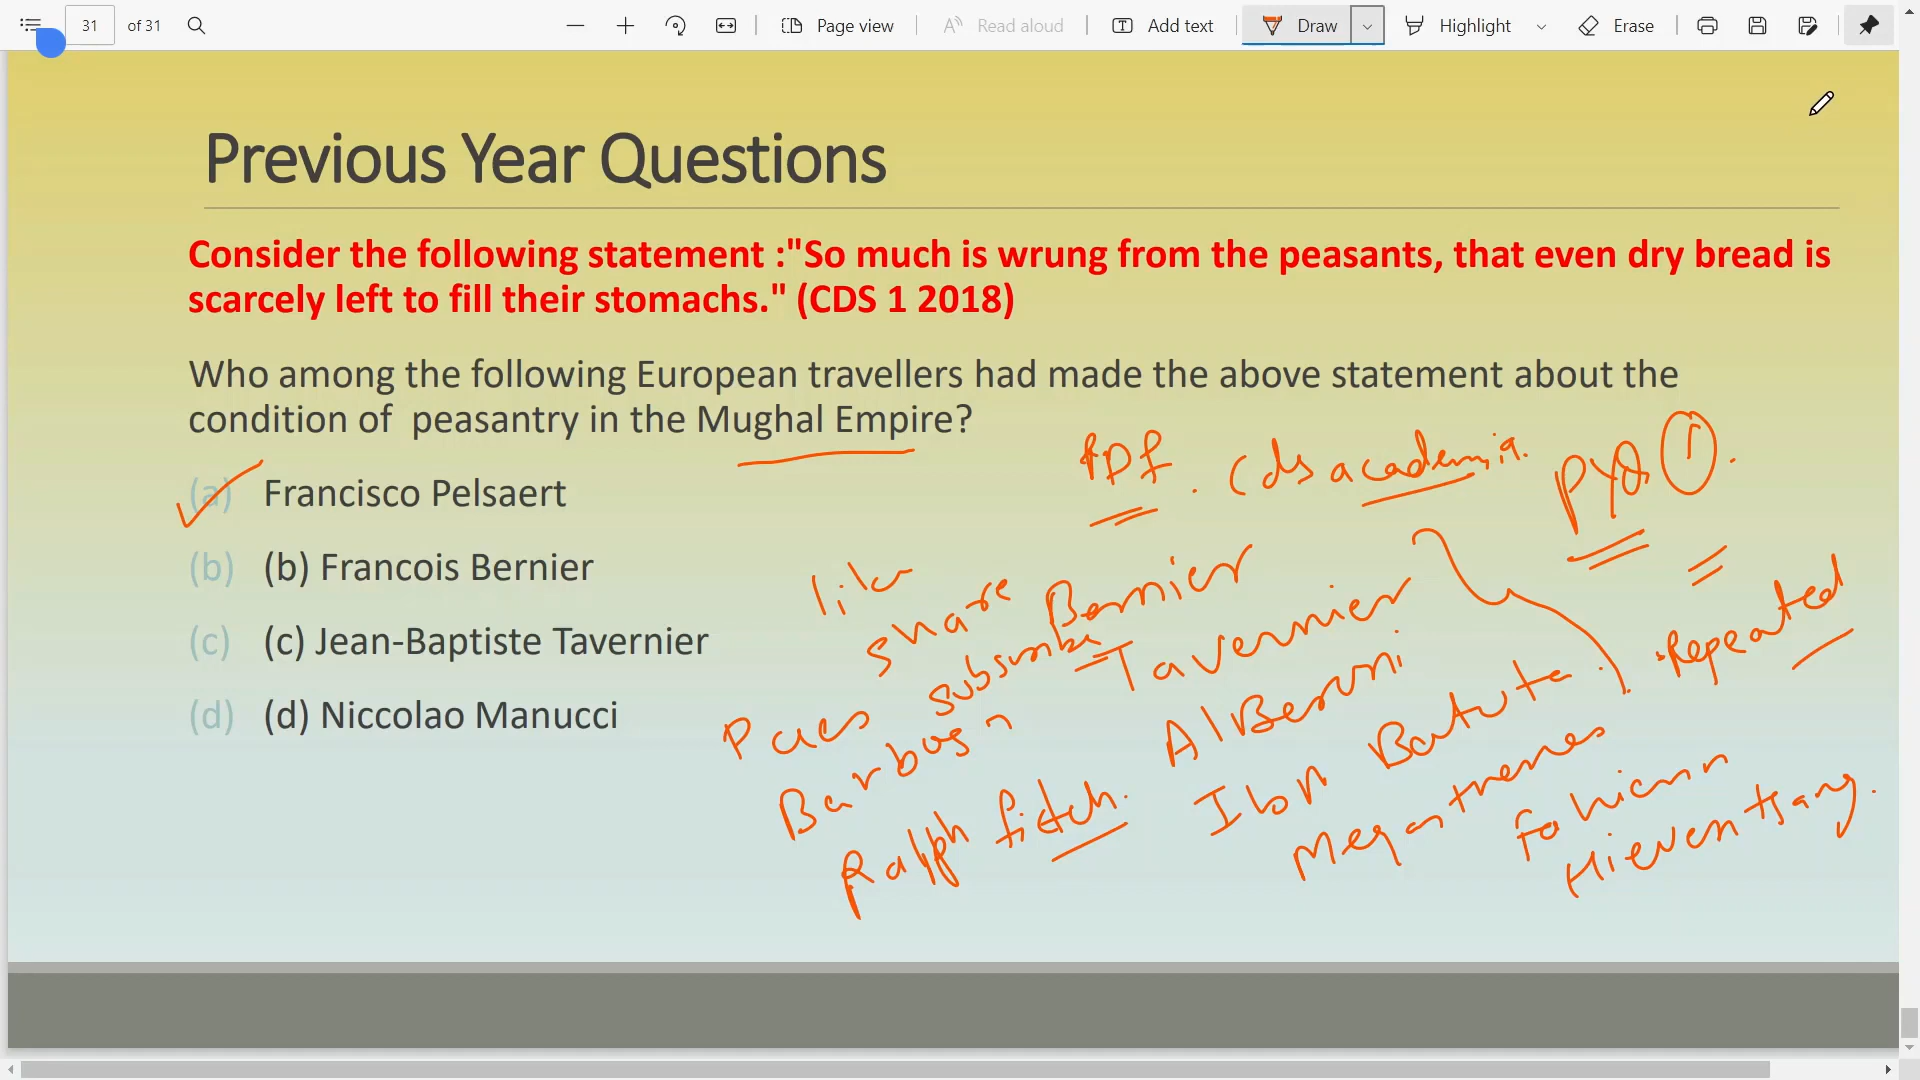 31 of 31 Page view Read aloud Add text Draw Highlight Erase
Previous Year Questions
Consider the following statement :"So much is wrung from the peasants, that even dry bread is
scarcely left to fill their stomachs." (CDS 1 2018)
Who among the following European travellers had made the above statement about the
condition of peasantry in the Mughal Empire?
(a) Francisco Pelsaert
(b) (b) Francois Bernier
(c) (c) Jean-Baptiste Tavernier
(d) (d) Niccolao Manucci
PDF. Cds academia.
PYQ 1.
Repeated
like
share
subscribe
Bernier
Tavernier
AlBeruni
Ibn Batuta
Megasthenes
Fahien
Hieven tsang.
Paes
Barbosa
Ralph fitch.